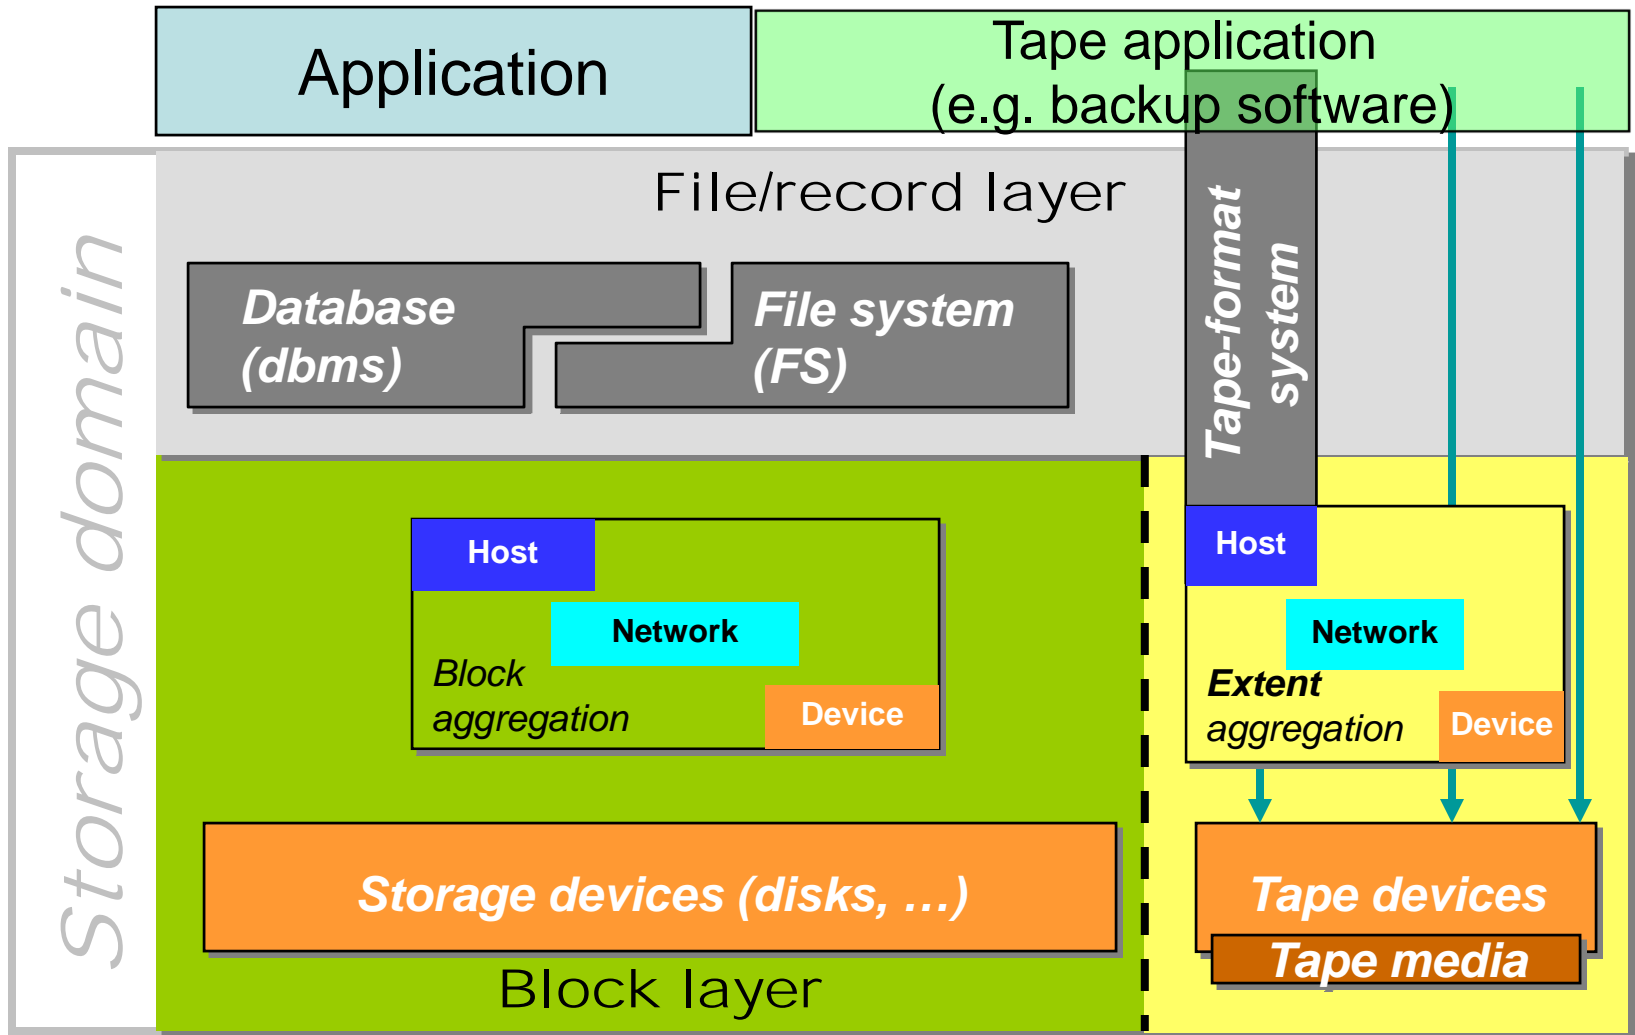 Application
Tape application
(e.g. backup software)
Storage domain
File/record layer
Database
(dbms)
File system
(FS)
Tape-format
system
Host
Network
Block
aggregation
Device
Host
Network
Extent
aggregation
Device
Storage devices (disks, …)
Tape devices
Tape media
Block layer